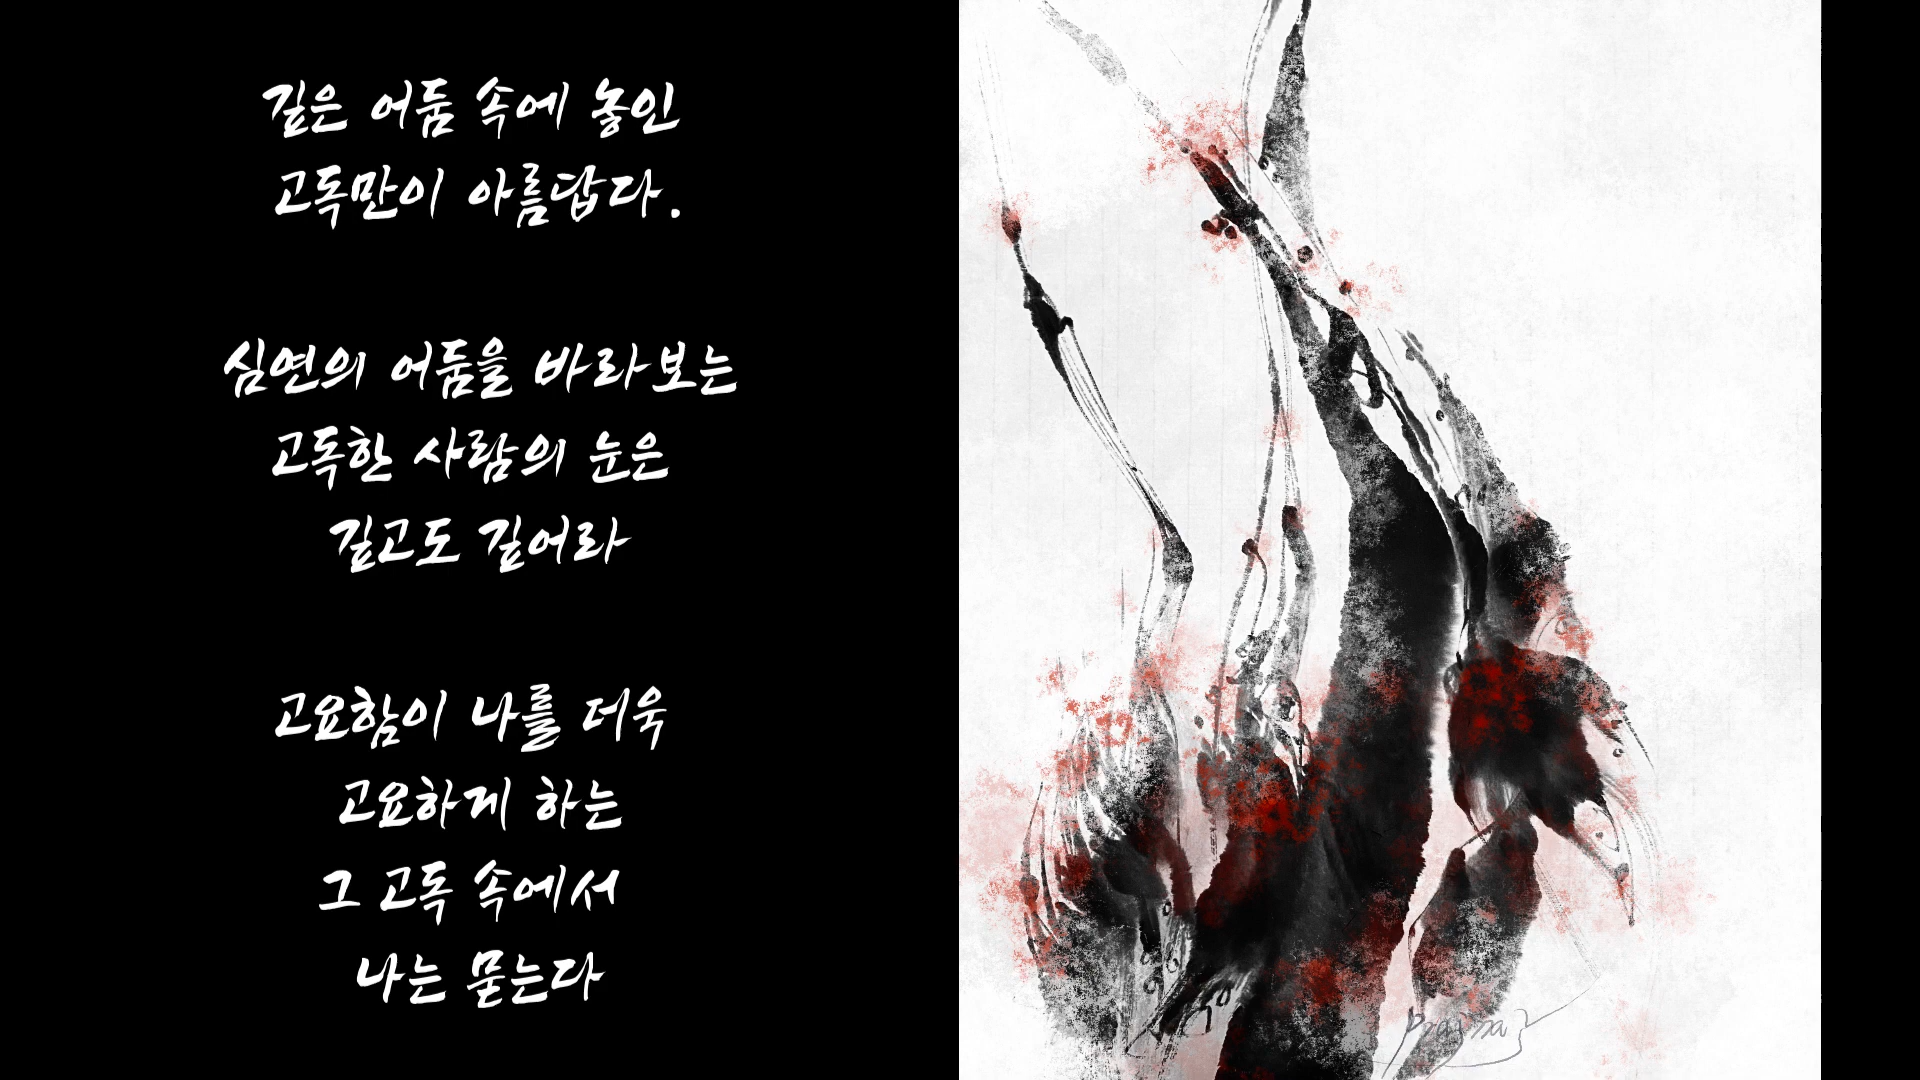 깊은 어둠 속에 놓인
고독만이 아름답다.
심연의 어둠을 바라보는
고독한 사람의 눈은
깊고도 깊어라
고요함이 나를 더욱
고요하게 하는
그 고독 속에서
나는 묻는다